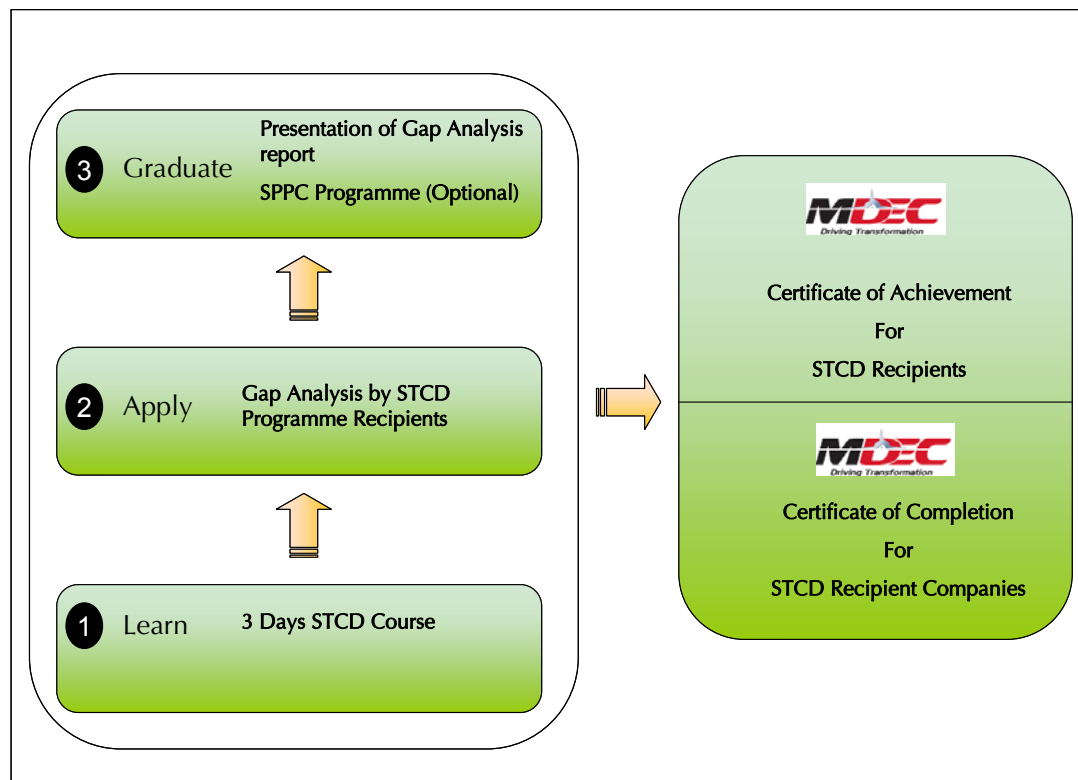 3 Graduate
Presentation of Gap Analysis
report
SPPC Programme (Optional)
2 Apply
Gap Analysis by STCD
Programme Recipients
1 Learn
3 Days STCD Course
MDEC
Driving Transformation
Certificate of Achievement
For
STCD Recipients
MDEC
Driving Transformation
Certificate of Completion
For
STCD Recipient Companies